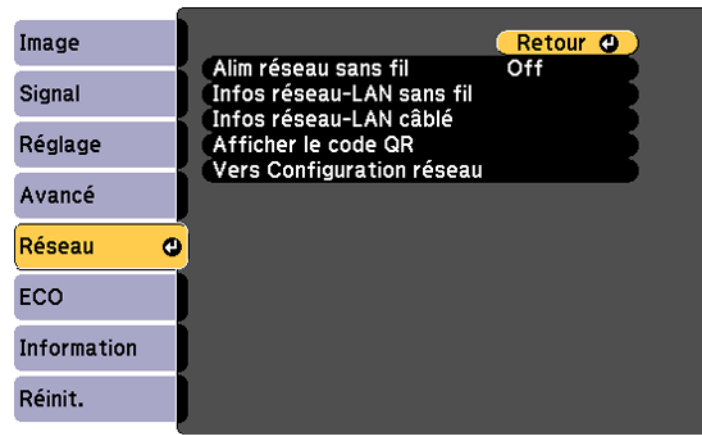 Image
Signal
Réglage
Avancé
Réseau
ECO
Information
Réinit.
Retour
Alim réseau sans fil Off
Infos réseau-LAN sans fil
Infos réseau-LAN câblé
Afficher le code QR
Vers Configuration réseau